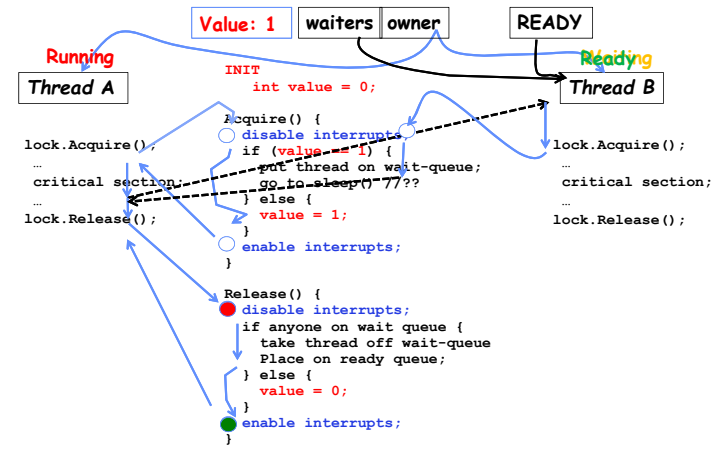 Value: 1
waiters
owner
READY
Running
Ready
Thread A
Thread B
INIT
int value = 0;
Acquire() {
disable interrupts;
if (value == 1) {
put thread on wait-queue;
go to sleep() //??
} else {
value = 1;
}
enable interrupts;
}
lock.Acquire();
…
critical section;
…
lock.Release();
lock.Acquire();
…
critical section;
…
lock.Release();
Release() {
disable interrupts;
if anyone on wait queue {
take thread off wait-queue
Place on ready queue;
} else {
value = 0;
}
enable interrupts;
}